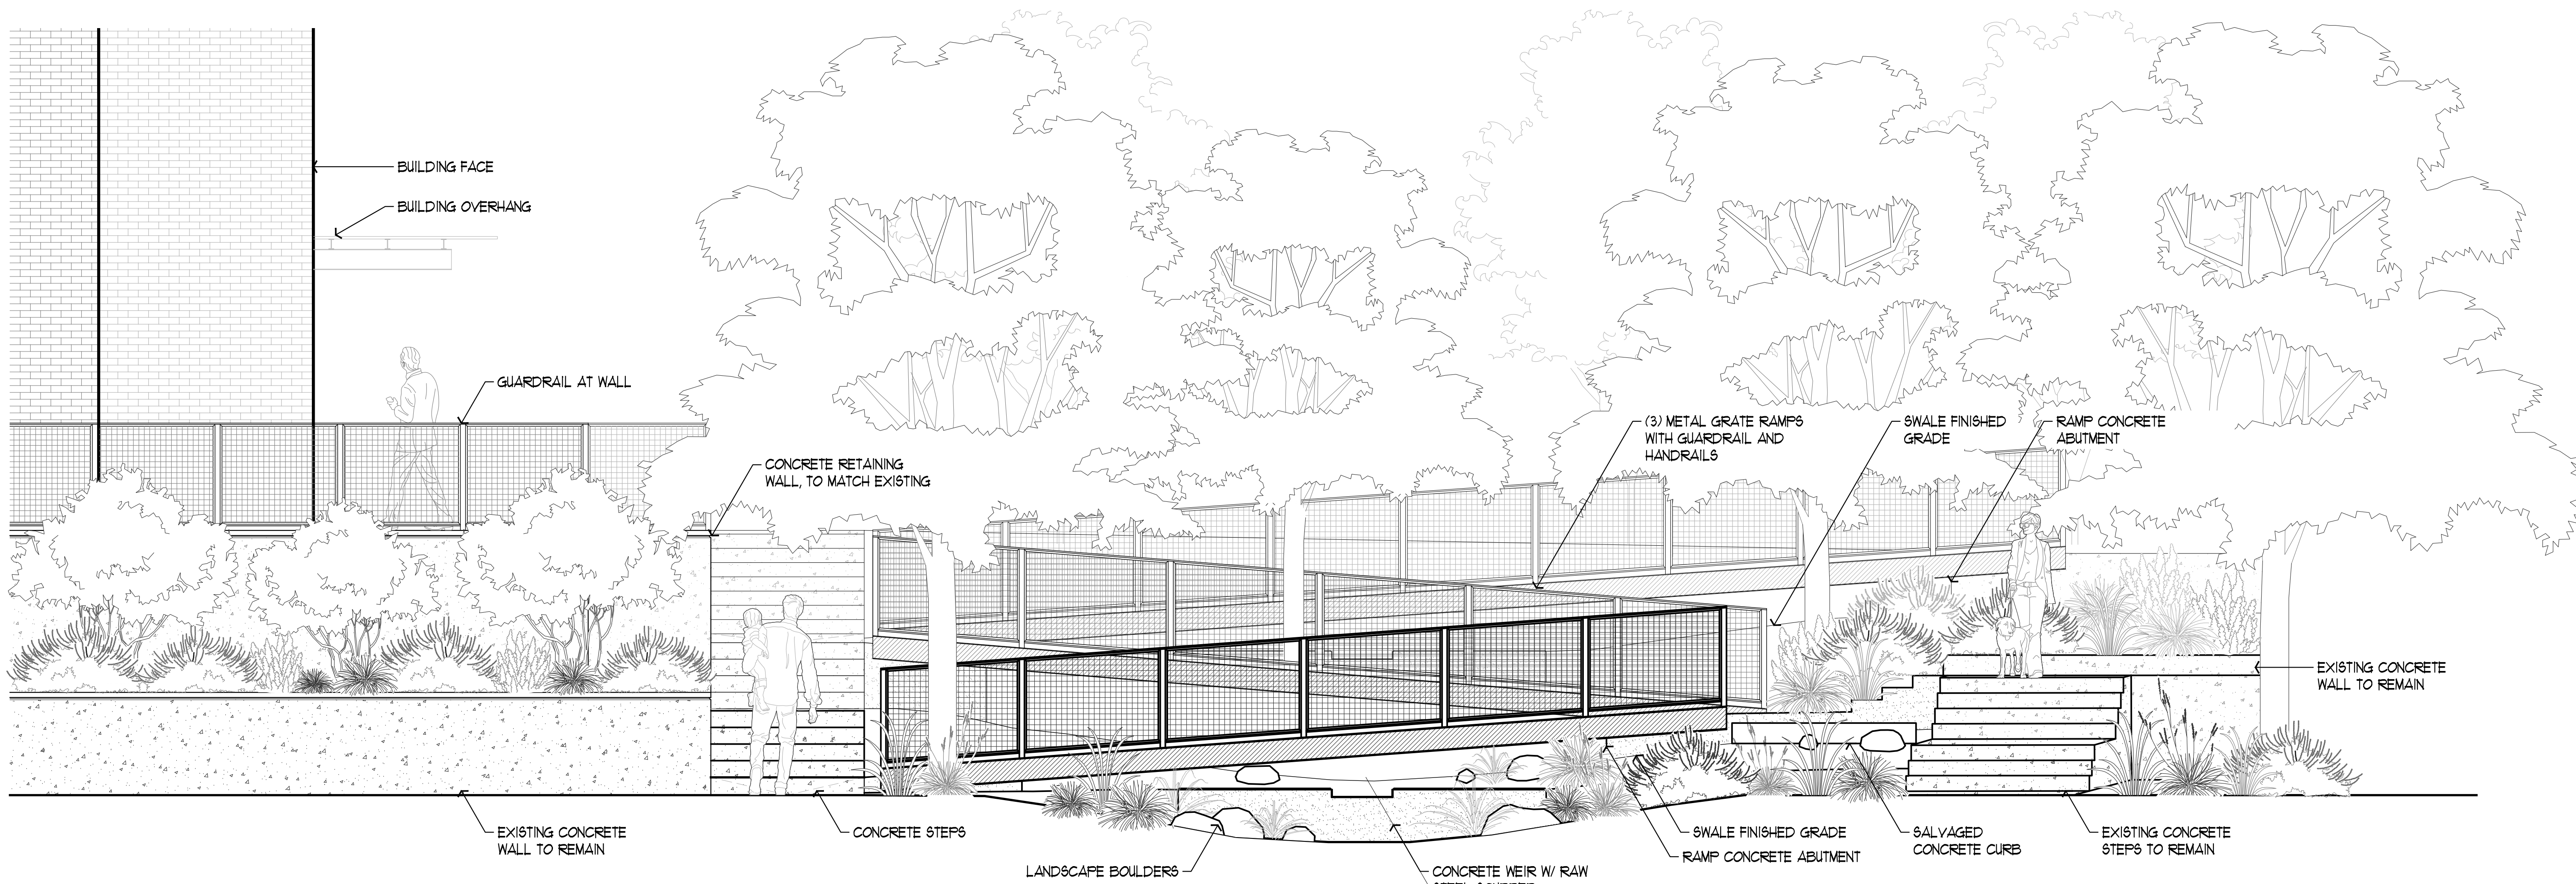 BUILDING FACE
BUILDING OVERHANG
GUARDRAIL AT WALL
CONCRETE RETAINING
WALL, TO MATCH EXISTING
(3) METAL GRATE RAMPS
WITH GUARDRAIL AND
HANDRAILS
SWALE FINISHED
GRADE
RAMP CONCRETE
ABUTMENT
EXISTING CONCRETE
WALL TO REMAIN
EXISTING CONCRETE
WALL TO REMAIN
CONCRETE STEPS
LANDSCAPE BOULDERS
CONCRETE WEIR W/ RAW
SWALE FINISHED GRADE
RAMP CONCRETE ABUTMENT
SALVAGED
CONCRETE CURB
EXISTING CONCRETE
STEPS TO REMAIN